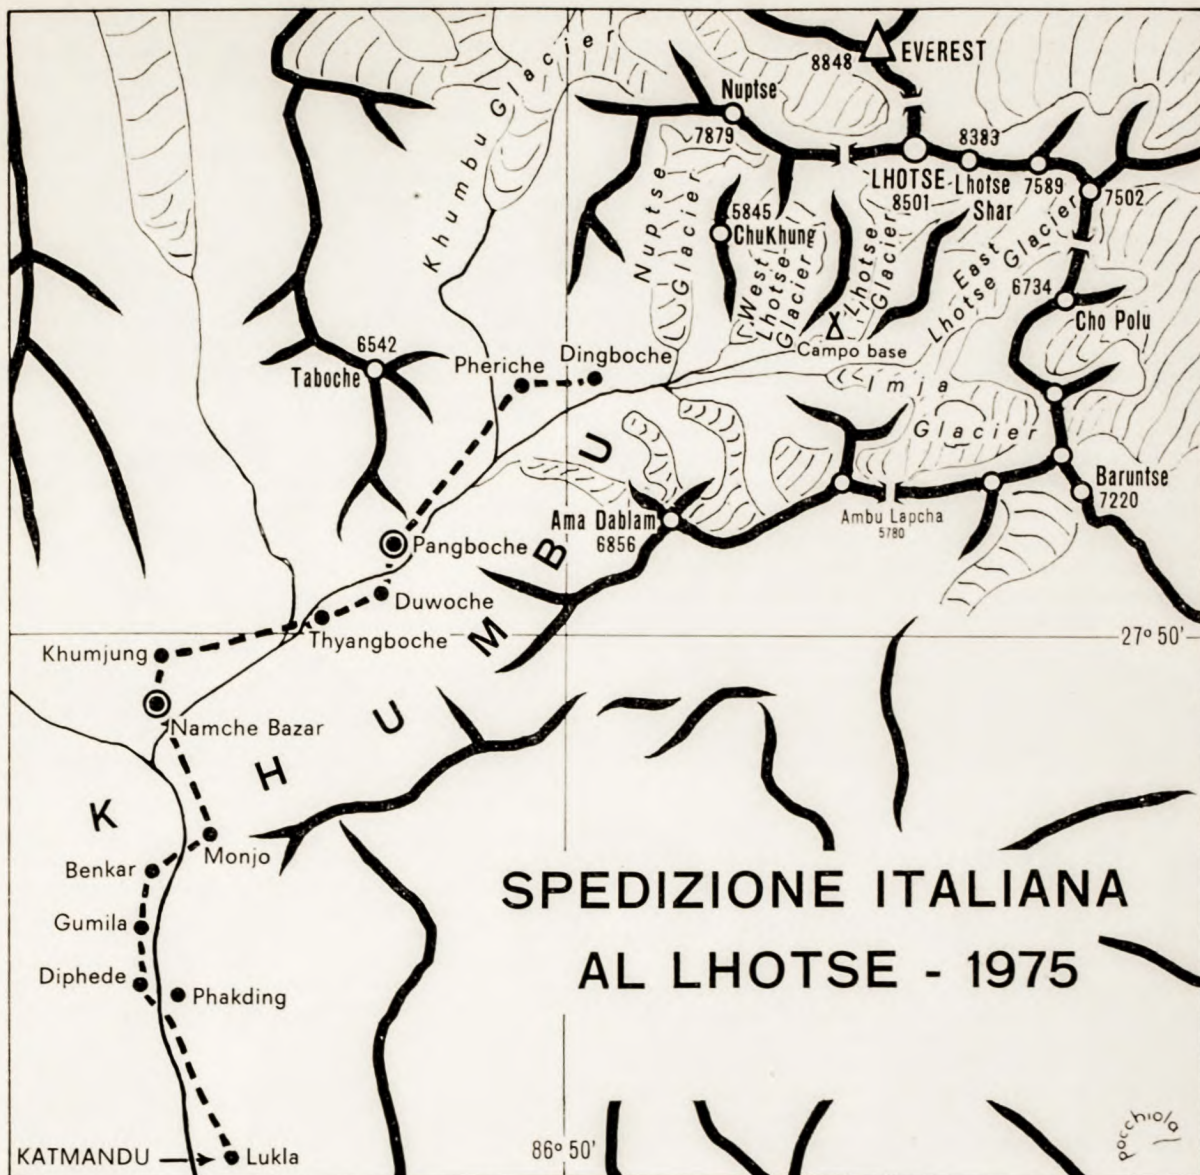 EVEREST
8848
Khumbu Glacier
Nuptse
7879
8383
LHOTSE
8501
Lhotse
Shar
7589
7502
Nuptse
Glacier
5845
Chukhung
West
Lhotse
Glacier
Lhotse
Glacier
East
Lhotse Glacier
6734
Cho Polu
6542
Taboche
Pheriche
Dingboche
Campo base
Imja
Glacier
Baruntse
7220
Ambu Lapcha
5780
Ama Dablam
6856
Pangboche
Duwoche
Thyangboche
27° 50'
Khumjung
Namche Bazar
KHUMBU
Monjo
Benkar
Gumila
Diphede
Phakding
SPEDIZIONE ITALIANA
AL LHOTSE - 1975
KATMANDU
Lukla
86° 50'
pocchiola